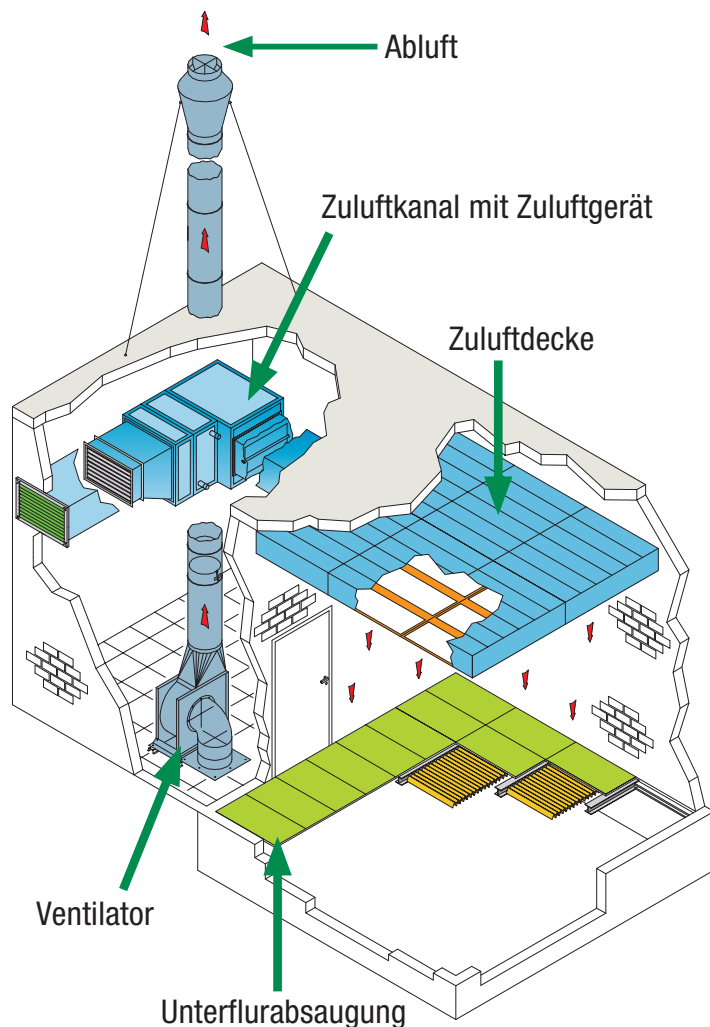 Abluft
Zuluftkanal mit Zuluftgerät
Zuluftdecke
Ventilator
Unterflurabsaugung